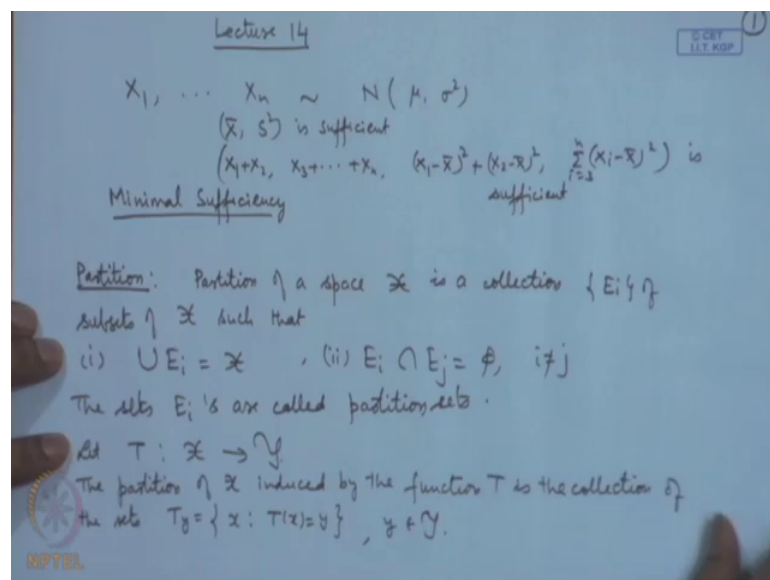 Lecture 14
1
© CET
I.I.T. KGP
X₁, ... Xₙ ~ N(μ, σ²)
(X̄, S²) is sufficient
(X₁+X₂, X₃+...+Xₙ, (X₁-X̄)²+(X₂-X̄)², ∑ᵢ₌₃ⁿ(Xᵢ-X̄)²) is
sufficient
Minimal Sufficiency
Partition: Partition of a space 𝒳 is a collection {Eᵢ} of
subsets of 𝒳 such that
(i) ∪Eᵢ = 𝒳, (ii) Eᵢ ∩ Eⱼ = φ, i≠j
The sets Eᵢ's are called partition sets.
Let T : 𝒳 → 𝒴
The partition of 𝒳 induced by the function T is the collection of
the sets T_y = {x : T(x)=y}, y ∈ 𝒴.
NPTEL